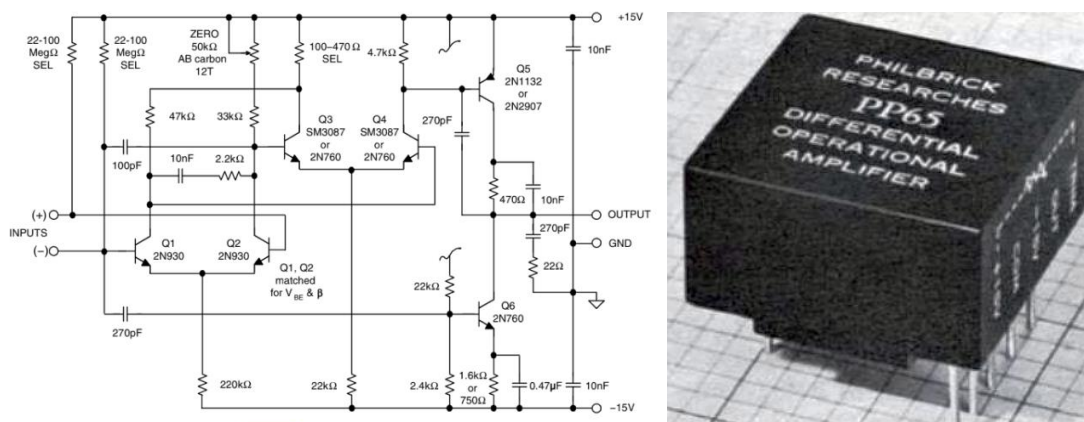 22-100
MegΩ
SEL
22-100
MegΩ
SEL
ZERO
50kΩ
AB carbon
12T
100–470 Ω
SEL
4.7kΩ
+15V
10nF
Q5
2N1132
or
2N2907
47kΩ
33kΩ
Q3
SM3087
or
2N760
Q4
SM3087
or
2N760
270pF
100pF
10nF
2.2kΩ
470Ω
10nF
(+)
INPUTS
(–)
OUTPUT
270pF
GND
22Ω
Q1
2N930
Q2
2N930
Q1, Q2
matched
for VBE & β
22kΩ
Q6
2N760
270pF
220kΩ
22kΩ
2.4kΩ
1.6kΩ
or
750Ω
0.47µF
10nF
–15V
PHILBRICK
RESEARCHES
PP65
DIFFERENTIAL
OPERATIONAL
AMPLIFIER